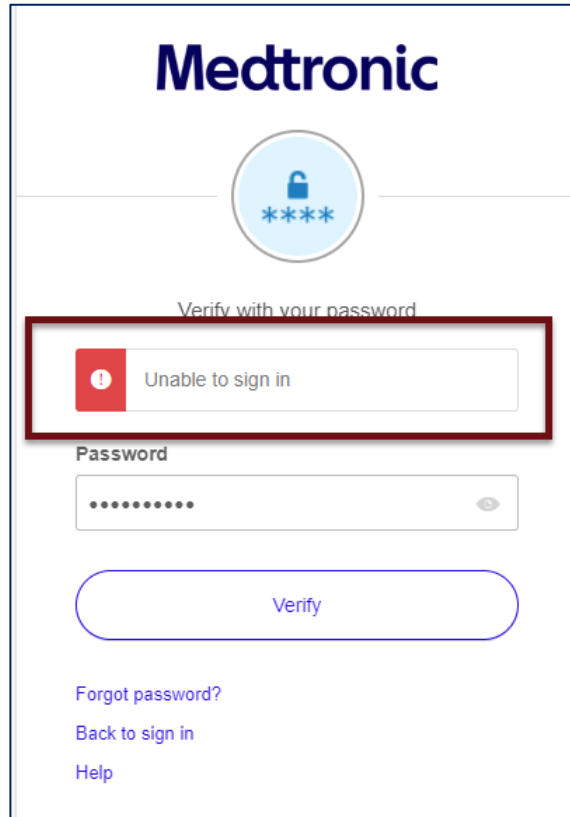 Medtronic
****
Verify with your password
Unable to sign in
Password
••••••••••
Verify
Forgot password?
Back to sign in
Help